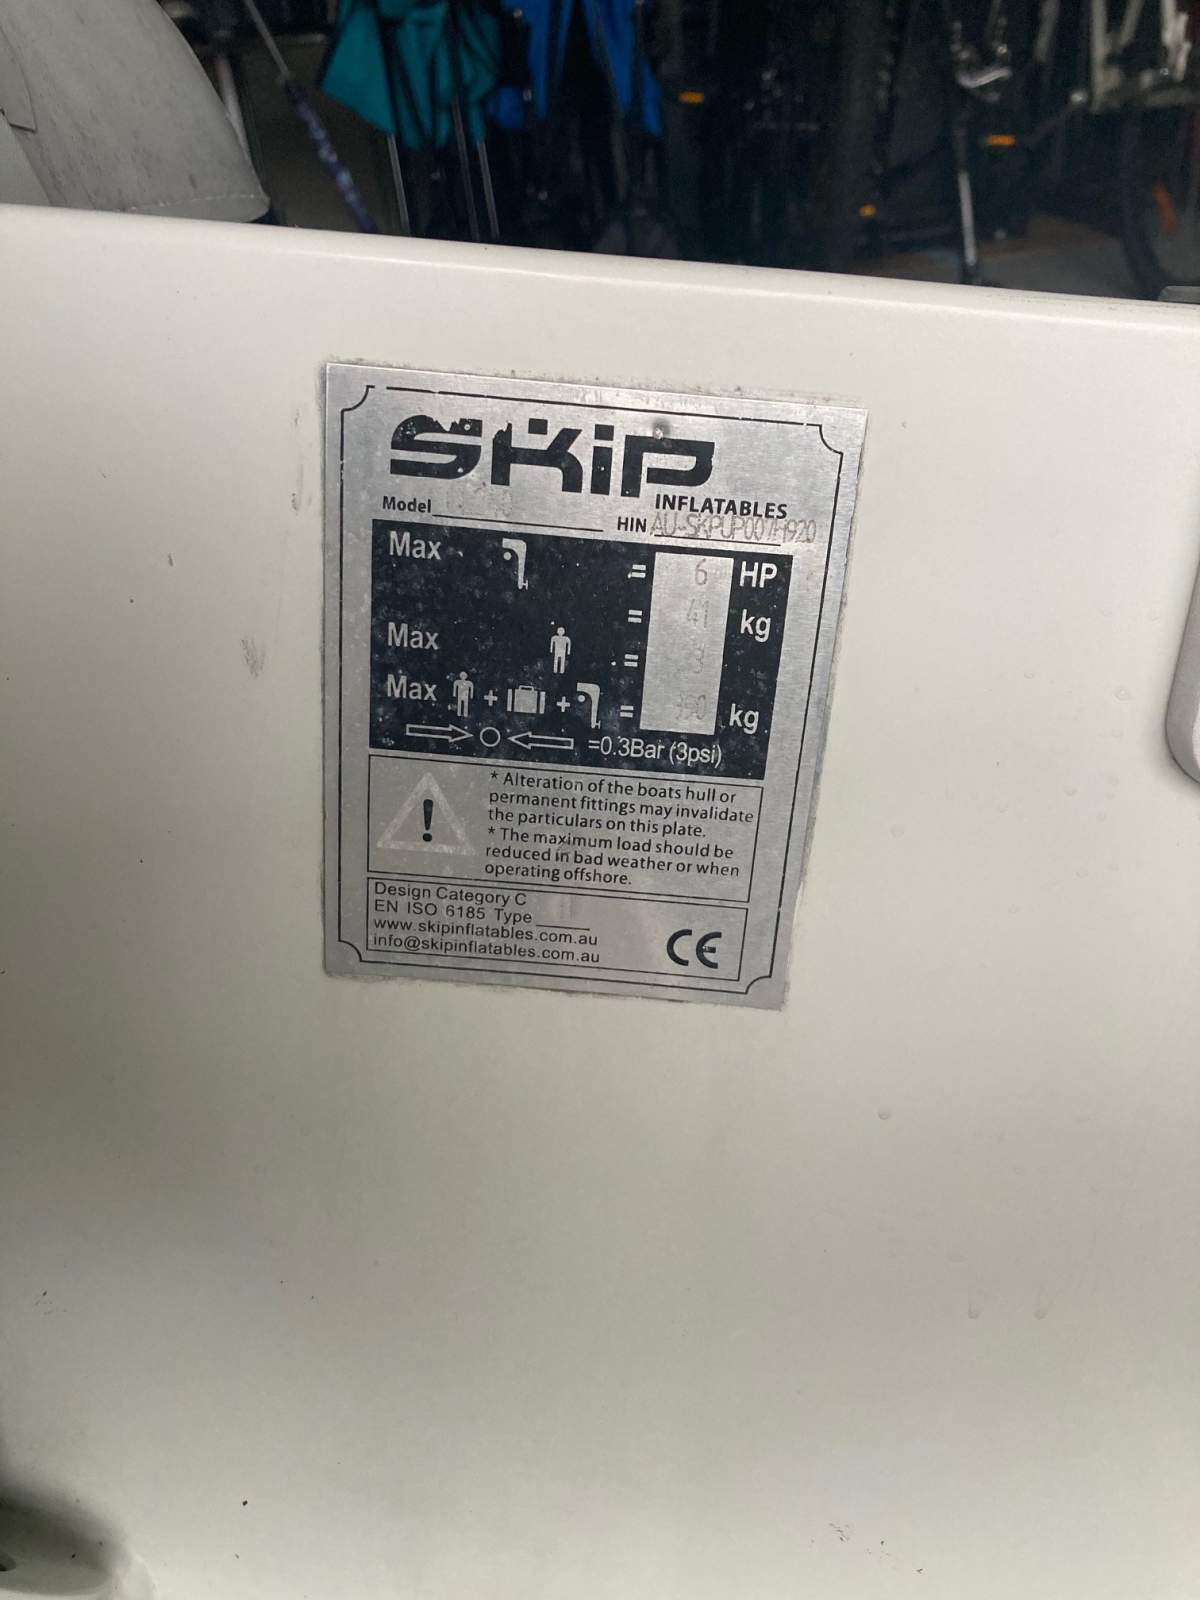 SKiP
INFLATABLES
Model
HIN
Max = 6 HP
= 41 kg
Max = 3
Max + + = kg
=0.3Bar (3psi)
!
* Alteration of the boats hull or
permanent fittings may invalidate
the particulars on this plate.
* The maximum load should be
reduced in bad weather or when
operating offshore.
Design Category C
EN ISO 6185 Type
www.skipinflatables.com.au
info@skipinflatables.com.au
CE